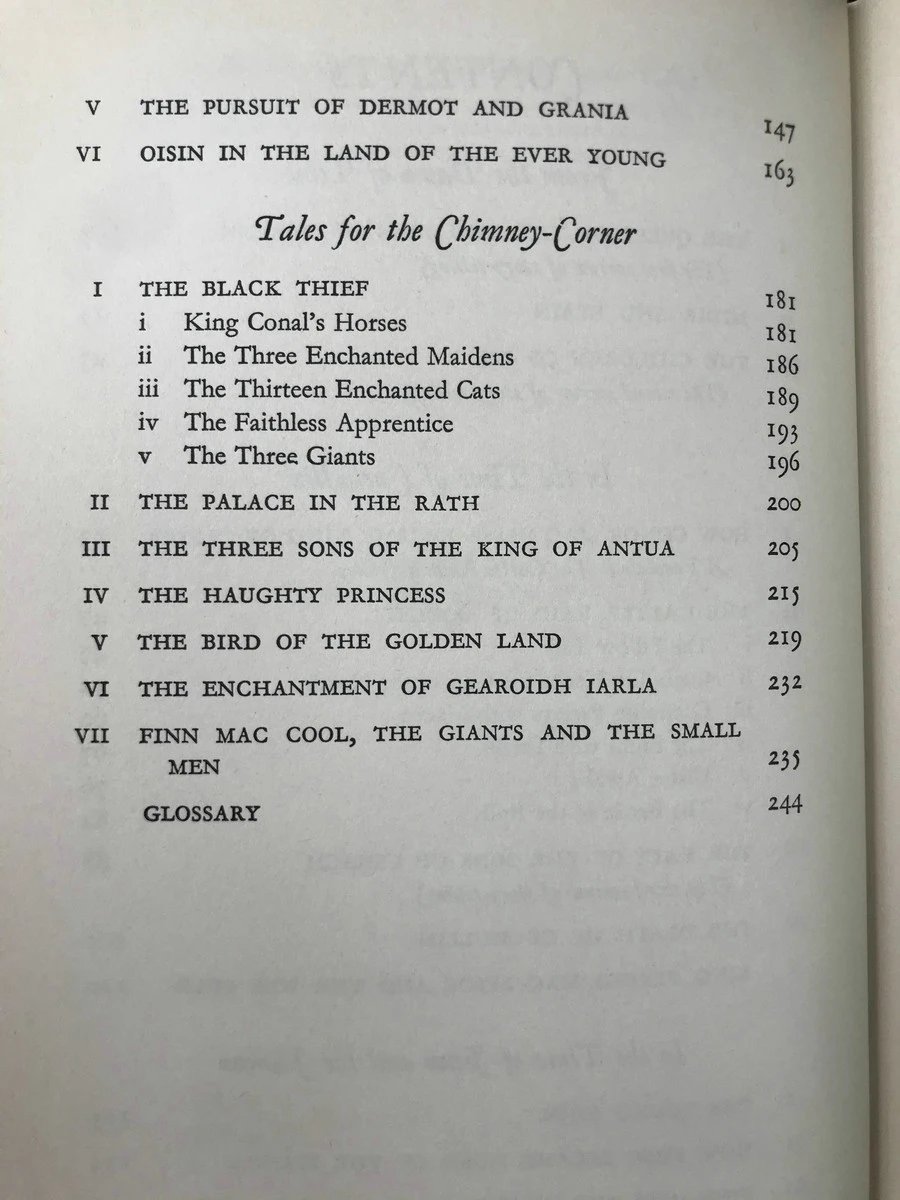 V THE PURSUIT OF DERMOT AND GRANIA 147
VI OISIN IN THE LAND OF THE EVER YOUNG 163
Tales for the Chimney-Corner
I THE BLACK THIEF 181
i King Conal's Horses 181
ii The Three Enchanted Maidens 186
iii The Thirteen Enchanted Cats 189
iv The Faithless Apprentice 193
v The Three Giants 196
II THE PALACE IN THE RATH 200
III THE THREE SONS OF THE KING OF ANTUA 205
IV THE HAUGHTY PRINCESS 215
V THE BIRD OF THE GOLDEN LAND 219
VI THE ENCHANTMENT OF GEAROIDH IARLA 232
VII FINN MAC COOL, THE GIANTS AND THE SMALL
MEN 235
GLOSSARY 244